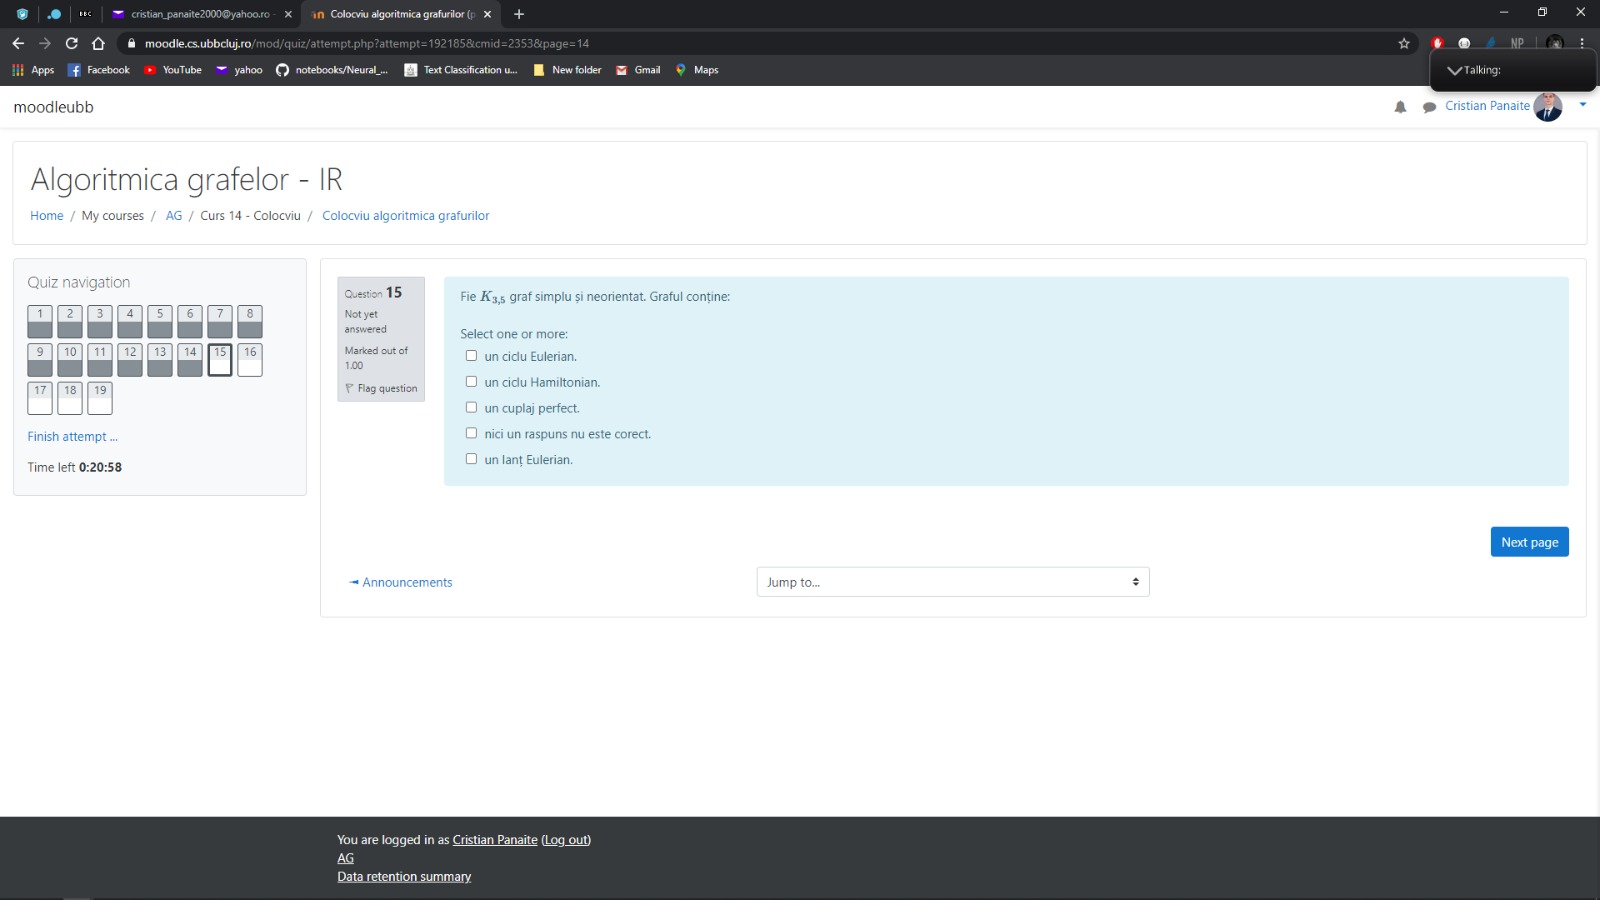 BBC
cristian_panaite2000@yahoo.ro -
Colocviu algoritmica grafurilor (p
moodle.cs.ubbcluj.ro/mod/quiz/attempt.php?attempt=192185&cmid=2353&page=14
NP
Apps
Facebook
YouTube
yahoo
notebooks/Neural_...
Text Classification u...
New folder
Gmail
Maps
Talking:
moodleubb
Cristian Panaite
Algoritmica grafelor - IR
Home / My courses / AG / Curs 14 - Colocviu / Colocviu algoritmica grafurilor
Quiz navigation
1 2 3 4 5 6 7 8
9 10 11 12 13 14 15 16
17 18 19
Finish attempt ...
Time left 0:20:58
Question 15
Not yet
answered
Marked out of
1.00
Flag question
Fie K3,5 graf simplu și neorientat. Graful conține:
Select one or more:
un ciclu Eulerian.
un ciclu Hamiltonian.
un cuplaj perfect.
nici un raspuns nu este corect.
un lanț Eulerian.
Next page
◄ Announcements
Jump to...
You are logged in as Cristian Panaite (Log out)
AG
Data retention summary